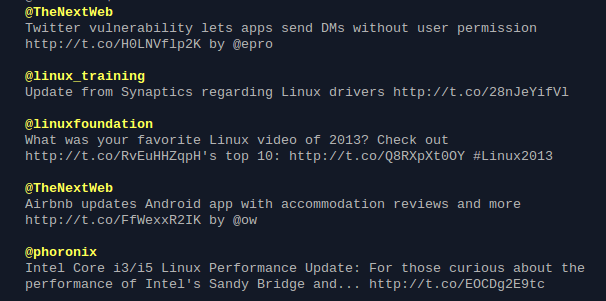 @TheNextWeb
Twitter vulnerability lets apps send DMs without user permission
http://t.co/H0LNVflp2K by @epro
@linux_training
Update from Synaptics regarding Linux drivers http://t.co/28nJeYifVl
@linuxfoundation
What was your favorite Linux video of 2013? Check out
http://t.co/RvEuHHZqpH's top 10: http://t.co/Q8RXpXt0OY #Linux2013
@TheNextWeb
Airbnb updates Android app with accommodation reviews and more
http://t.co/FfWexxR2IK by @ow
@phoronix
Intel Core i3/i5 Linux Performance Update: For those curious about the
performance of Intel's Sandy Bridge and... http://t.co/EOCDg2E9tc